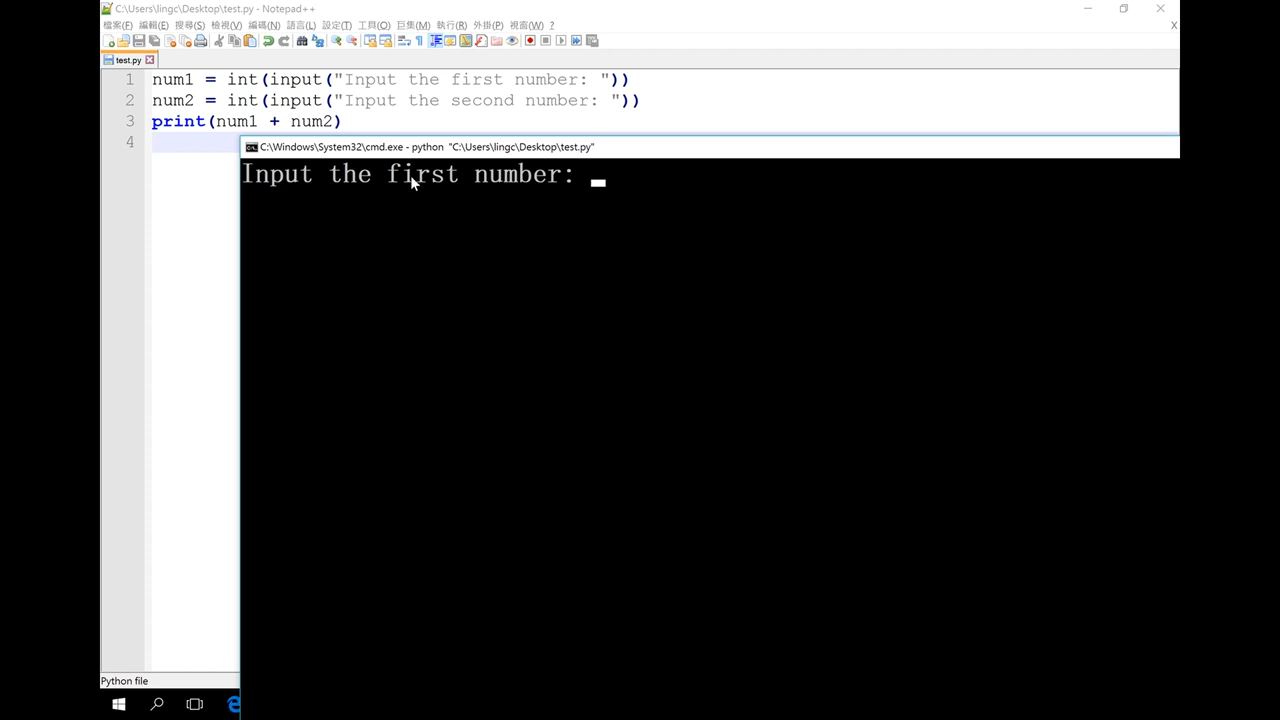 C:\Users\lingc\Desktop\test.py - Notepad++
檔案(F) 編輯(E) 搜尋(S) 檢視(V) 編碼(N) 語言(L) 設定(T) 工具(O) 巨集(M) 執行(R) 外掛(P) 視窗(W) ?
X
test.py
1 num1 = int(input("Input the first number: "))
2 num2 = int(input("Input the second number: "))
3 print(num1 + num2)
4
C:\Windows\System32\cmd.exe - python "C:\Users\lingc\Desktop\test.py"
Input the first number:
Python file